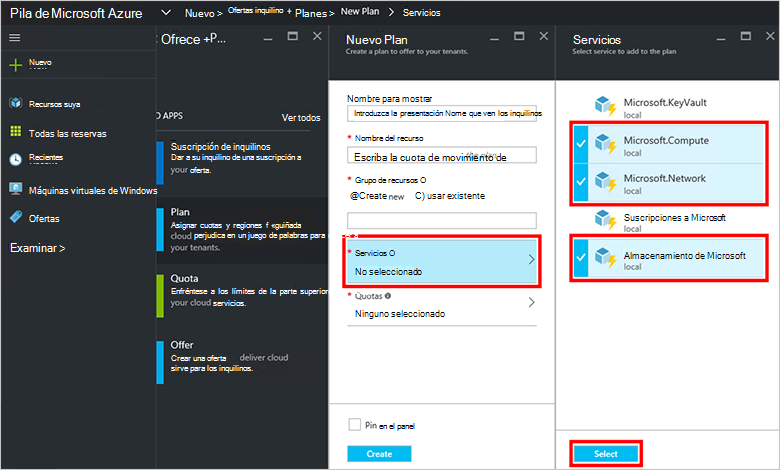 Pila de Microsoft Azure
Nuevo > Ofertas inquilino + Planes > New Plan > Servicios
Nuevo
Recursos suya
Todas las reservas
Recientes
Máquinas virtuales de Windows
Ofertas
Examinar >
Ofrece +P...
APPS
Ver todos
Suscripción de inquilinos
Dar a su inquilino de una suscripción a
your oferta.
Plan
Asignar cuotas y regiones f «guiñada
cloud perjudica en un juego de palabras para
your tenants.
Quota
Enfréntese a los límites de la parte superior
your cloud servicios.
Offer
Crear una oferta deliver cloud
sirve para los inquilinos.
Nuevo Plan
Create a plan to offer to your tenants.
Nombre para mostrar
Introduzca la presentación Nome que ven los inquilinos
* Nombre del recurso
Escriba la cuota de movimiento de
* Grupo de recursos O
@Create new C) usar existente
* Servicios O
No seleccionado
* Quotas
Ninguno seleccionado
Pin en el panel
Create
Servicios
Select service to add to the plan
Microsoft.KeyVault
local
Microsoft.Compute
local
Microsoft.Network
local
Suscripciones a Microsoft
local
Almacenamiento de Microsoft
local
Select